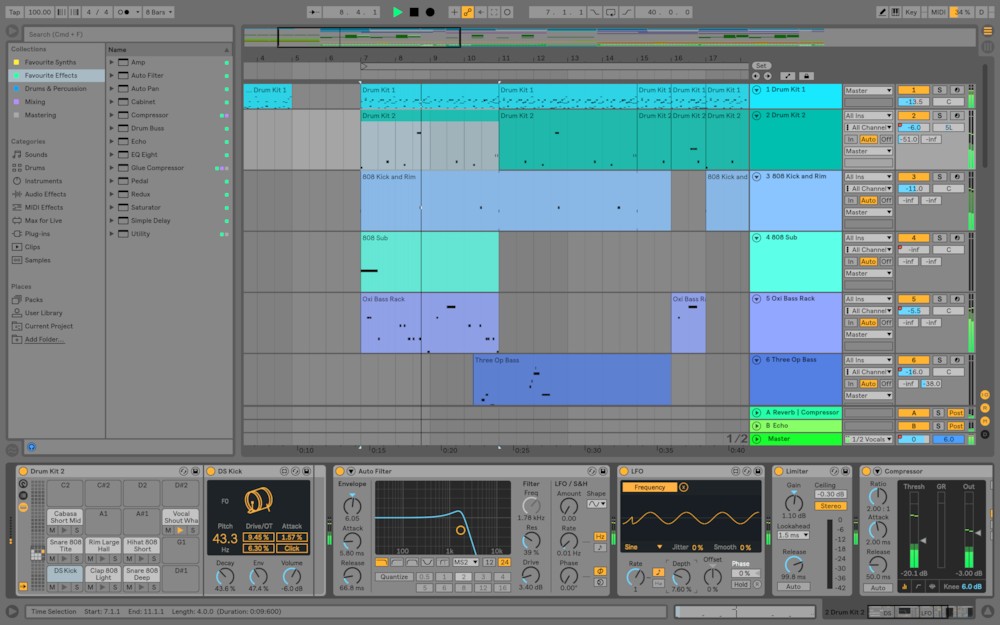 Tap 100.00 4 / 4 8 Bars 8. 4. 1 7. 1. 1 40. 0. 0 Key MIDI 34 % D
Search (Cmd + F)
Collections
Favourite Synths
Favourite Effects
Drums & Percussion
Mixing
Mastering
Categories
Sounds
Drums
Instruments
Audio Effects
MIDI Effects
Max for Live
Plug-ins
Clips
Samples
Places
Packs
User Library
Current Project
Add Folder...
Name
Amp
Auto Filter
Auto Pan
Cabinet
Compressor
Drum Buss
Echo
EQ Eight
Glue Compressor
Pedal
Redux
Saturator
Simple Delay
Utility
4 5 6 7 8 9 10 11 12 13 14 15 16 17 18
Set
... Drum Kit 1 Drum Kit 1 Drum Kit 1 Drum Kit 1 Drum K Drum Kit 1
1 Drum Kit 1 Master 1 S
-13.5 C
Drum Kit 2 Drum Kit 2 Drum Kit 2 Drum K Drum Kit 2
2 Drum Kit 2 All Ins 2 S
All Channel -6.0 5L
In Auto Off -51.0 -inf
Master
808 Kick and Rim 808 Kick and
3 808 Kick and Rim All Ins 3 S
All Channel -11.0 C
In Auto Off -inf -inf
Master
808 Sub
4 808 Sub All Ins 4 S
All Channel -inf C
In Auto Off -inf -inf
Master
Oxi Bass Rack Oxi Bass R
5 Oxi Bass Rack All Ins 5 S
All Channel -5.5 C
In Auto Off -inf -inf
Master
Three Op Bass
6 Three Op Bass All Ins 6 S
All Channel -16.0 C
In Auto Off -inf -38.0
Master
A Reverb | Compressor A S Post
B Echo B S Post
1/2 Master 1/2 Vocals 0 6.0
0:10 0:15 0:20 0:25 0:30 0:35 0:40
Drum Kit 2
C2 C#2 D2 D#2
Cabasa Short Mid A1 A#1 Vocal Shout Wha
M S M S
Snare 808 Tite Rim Large Hall Hihat 808 Short G1
M S M S M S
DS Kick Clap 808 Light Snare 808 Deep D#1
DS Kick
F0
Pitch Drive/OT Attack
43.3 9.45 % 1.57 %
Hz 6.30 % Click
Decay Env Volume
43.6 % 47.4 % -6.0 dB
Auto Filter
Envelope
6.05
Attack
5.80 ms
Release
66.8 ms
100 1k 10k
MS2 12 24
Quantize 0.5 1 2 3 4
5 6 8 12 16
Filter
Freq
1.78 kHz
Res
39 %
Drive
3.40 dB
LFO / S&H
Amount Shape
0.00
Rate
0.01 Hz Hz
Phase
0.00
LFO
Frequency
Sine Jitter 0 % Smooth 0 %
Rate Depth Offset Phase
1 Hz 7.60 % 0 % 0 %
Hold R
Limiter
Gain Ceiling
1.10 dB -0.30 dB
Stereo
Lookahead
1.5 ms
Release
99.8 ms
Auto
0
-6
-12
-18
-24
-30
-36
-42
Compressor
Ratio Thresh GR Out
2.00 : 1
Attack
2.00 ms
Release
50.0 ms
Auto
-20.1 dB -3.00 dB
Knee 6.0 dB
Time Selection Start: 7.1.1 End: 11.1.1 Length: 4.0.0 (Duration: 0:09:600)
2 Drum Kit 2 DS LFO